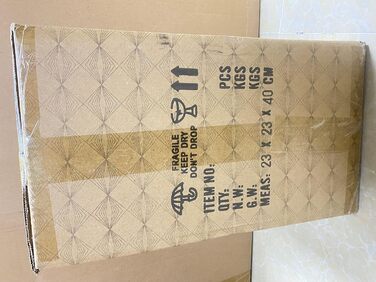 FRAGILE
KEEP DRY
DON'T DROP
ITEM NO:
QTY: PCS
N.W: KGS
G.W: KGS
MEAS: 23 X 23 X 40 CM